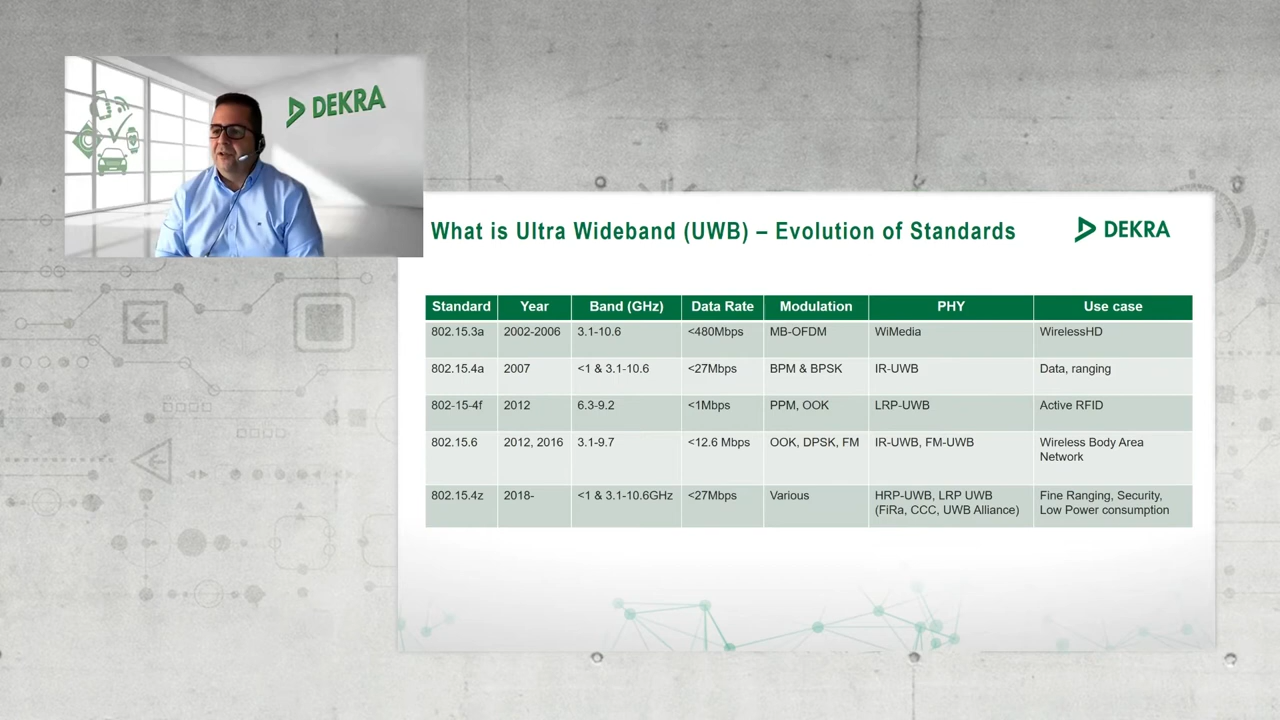 DEKRA
What is Ultra Wideband (UWB) – Evolution of Standards
DEKRA
Standard Year Band (GHz) Data Rate Modulation PHY Use case
802.15.3a 2002-2006 3.1-10.6 <480Mbps MB-OFDM WiMedia WirelessHD
802.15.4a 2007 <1 & 3.1-10.6 <27Mbps BPM & BPSK IR-UWB Data, ranging
802-15-4f 2012 6.3-9.2 <1Mbps PPM, OOK LRP-UWB Active RFID
802.15.6 2012, 2016 3.1-9.7 <12.6 Mbps OOK, DPSK, FM IR-UWB, FM-UWB Wireless Body Area
Network
802.15.4z 2018- <1 & 3.1-10.6GHz <27Mbps Various HRP-UWB, LRP UWB Fine Ranging, Security,
(FiRa, CCC, UWB Alliance) Low Power consumption